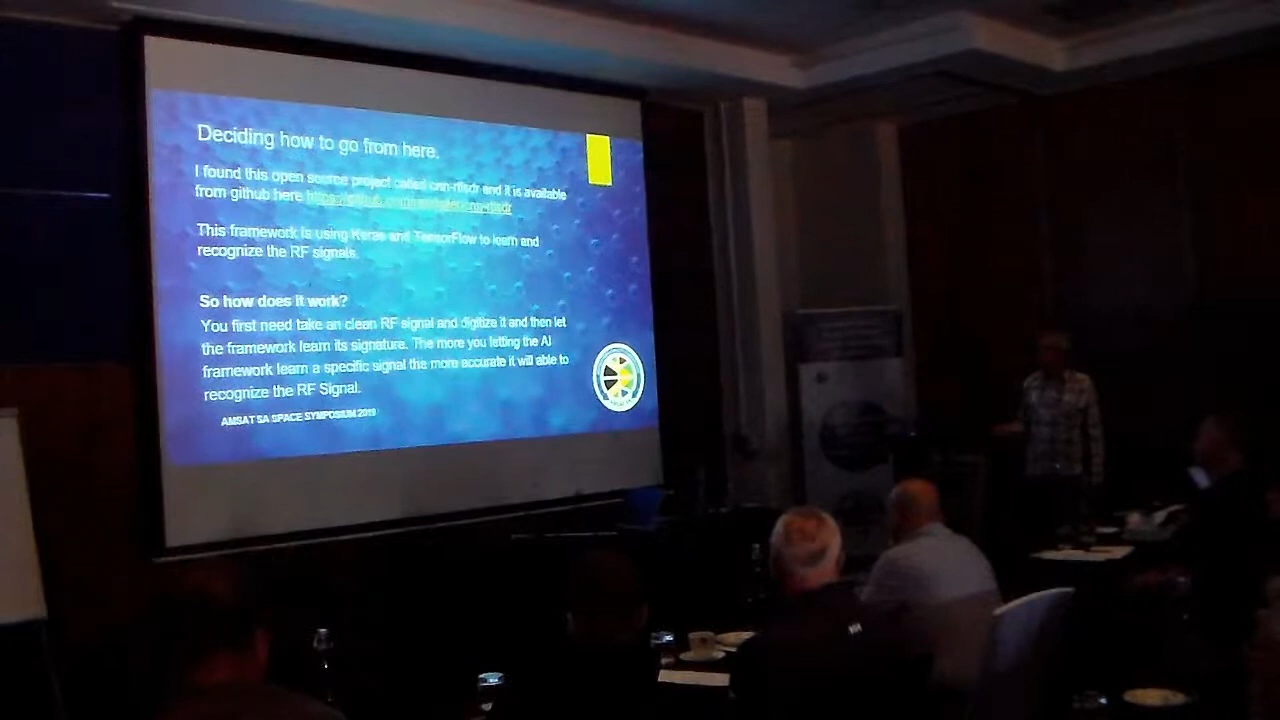 Deciding how to go from here.
I found this open source project called cnn-rtlsdr and it is available
from github here
This framework is using Keras and TensorFlow to learn and
recognize the RF signals.
So how does it work?
You first need take an clean RF signal and digitiza it and then let
the framework learn its signature. The more you letting the AI
framework learn a specific signal the more accurate it will able to
recognize the RF Signal.
AMSAT SA SPACE SYMPOSIUM 2019